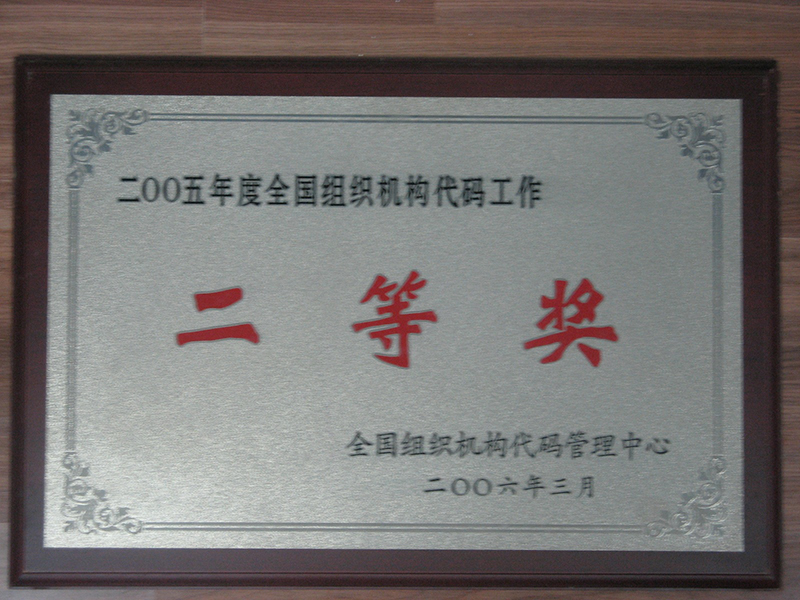 二OO五年度全国组织机构代码工作
二等奖
全国组织机构代码管理中心
二OO六年三月